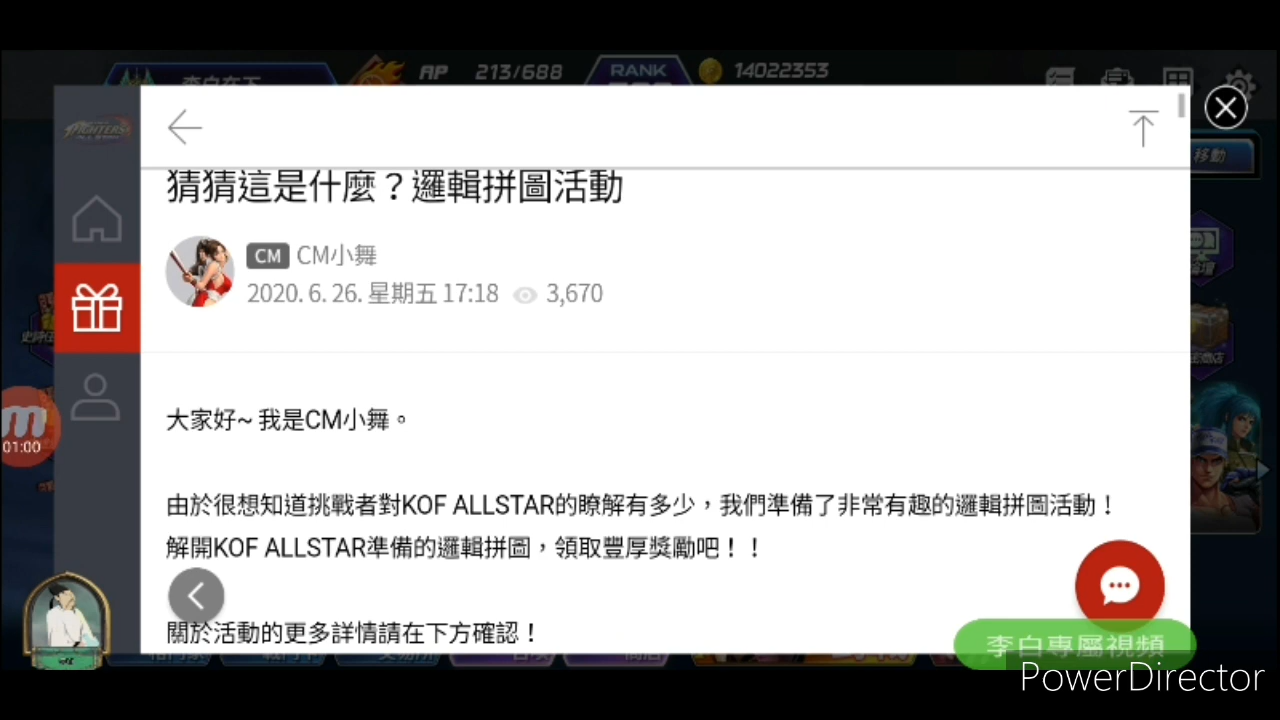 李白在下
AP 213/688
RANK
14022353
FIGHTERS
移動
猜猜這是什麼？邏輯拼圖活動
CM CM小舞
2020. 6. 26. 星期五 17:18 3,670
大家好~ 我是CM小舞。
由於很想知道挑戰者對KOF ALLSTAR的瞭解有多少，我們準備了非常有趣的邏輯拼圖活動！
解開KOF ALLSTAR準備的邏輯拼圖，領取豐厚獎勵吧！！
關於活動的更多詳情請在下方確認！
01:00
李白專屬視頻
PowerDirector